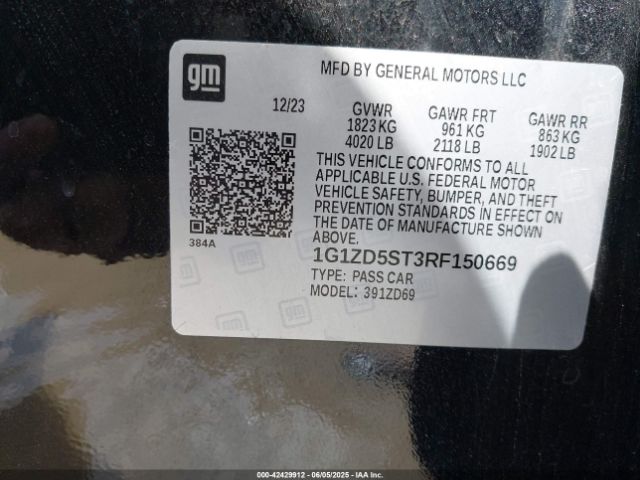 gm
MFD BY GENERAL MOTORS LLC
12/23
GVWR
1823 KG
4020 LB
GAWR FRT
961 KG
2118 LB
GAWR RR
863 KG
1902 LB
THIS VEHICLE CONFORMS TO ALL
APPLICABLE U.S. FEDERAL MOTOR
VEHICLE SAFETY, BUMPER, AND THEFT
PREVENTION STANDARDS IN EFFECT ON
THE DATE OF MANUFACTURE SHOWN
ABOVE.
384A
1G1ZD5ST3RF150669
TYPE: PASS CAR
MODEL: 391ZD69
000-42429912 - 06/05/2025 - IAA Inc.